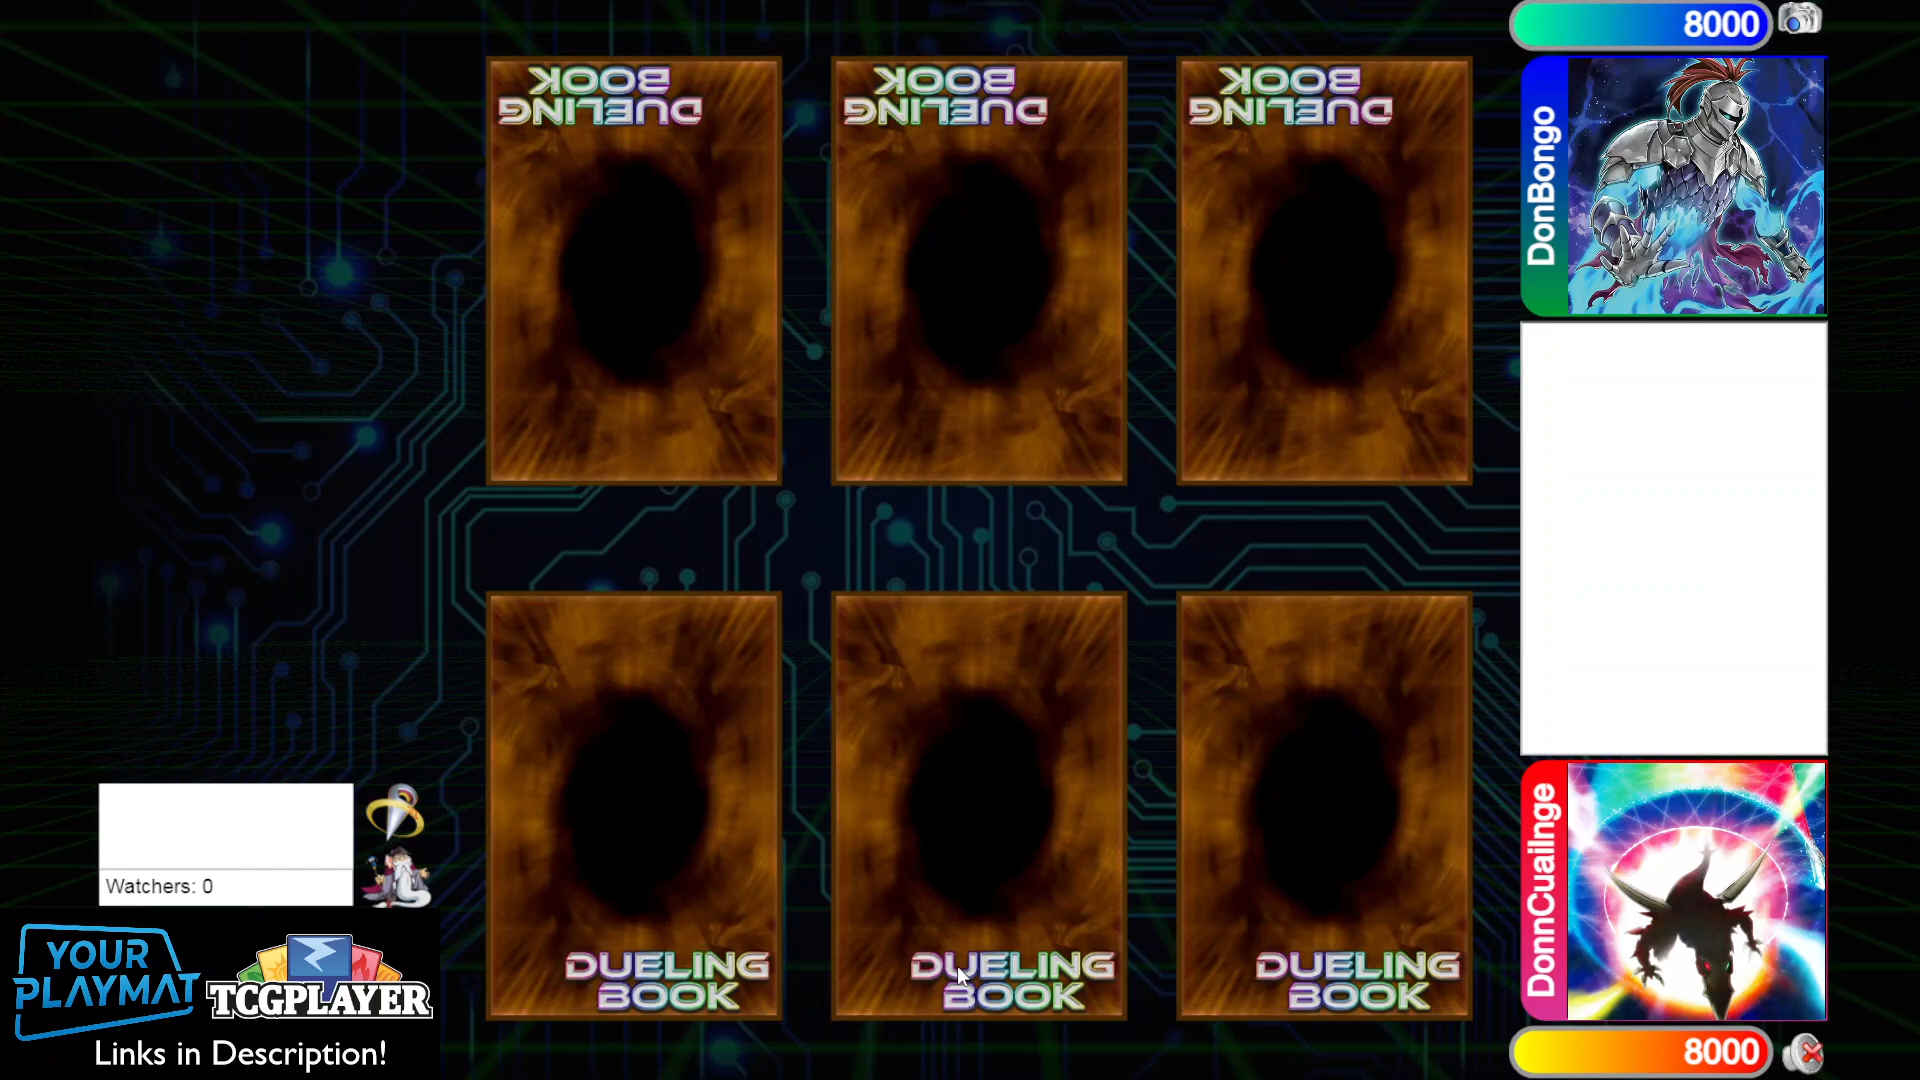 8000
DUELING
BOOK
DUELING
BOOK
DUELING
BOOK
DonBongo
DUELING
BOOK
DUELING
BOOK
DUELING
BOOK
DonnCuailnge
Watchers: 0
YOUR
PLAYMAT
TCGPLAYER
Links in Description!
8000